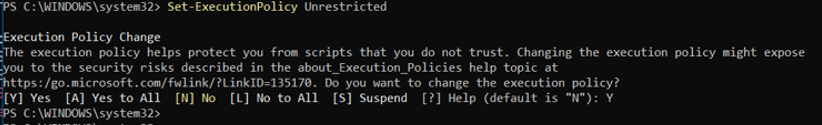 PS C:\WINDOWS\system32> Set-ExecutionPolicy Unrestricted
Execution Policy Change
The execution policy helps protect you from scripts that you do not trust. Changing the execution policy might expose
you to the security risks described in the about_Execution_Policies help topic at
https:/go.microsoft.com/fwlink/?LinkID=135170. Do you want to change the execution policy?
[Y] Yes  [A] Yes to All  [N] No  [L] No to All  [S] Suspend  [?] Help (default is "N"): Y
PS C:\WINDOWS\system32>